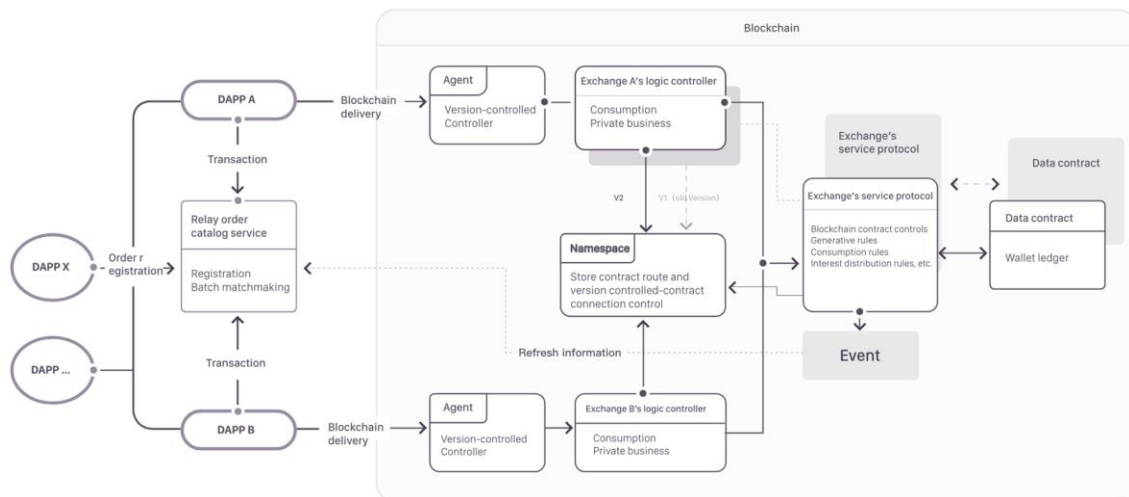 Blockchain
DAPP A
Blockchain
delivery
Agent
Version-controlled
Controller
Exchange A's logic controller
Consumption
Private business
Transaction
Relay order
catalog service
Registration
Batch matchmaking
DAPP X
Order r
egistration
DAPP ...
Transaction
DAPP B
Blockchain
delivery
Agent
Version-controlled
Controller
Exchange B's logic controller
Consumption
Private business
V2
V1 (old Version)
Namespace
Store contract route and
version controlled-contract
connection control
Refresh information
Exchange's
service protocol
Exchange's service protocol
Blockchain contract controls
Generative rules
Consumption rules
Interest distribution rules, etc.
Event
Data contract
Data contract
Wallet ledger